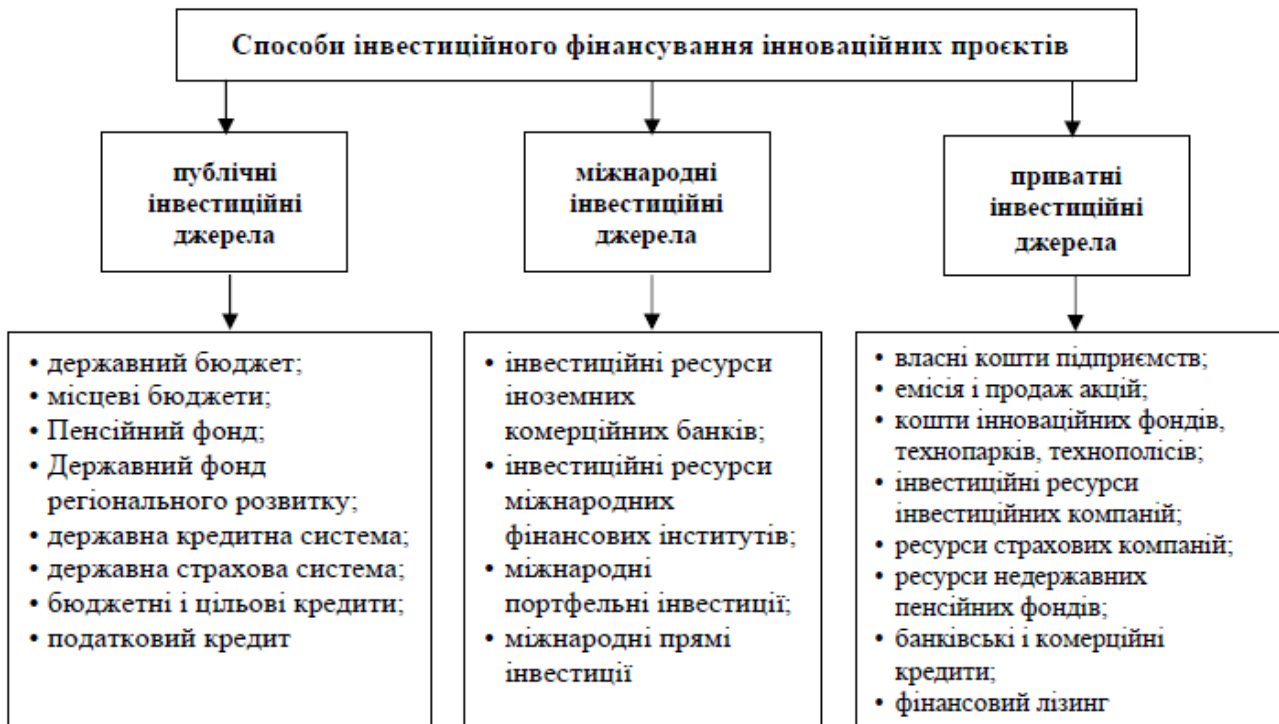 Способи інвестиційного фінансування інноваційних проєктів
публічні
інвестиційні
джерела
міжнародні
інвестиційні
джерела
приватні
інвестиційні
джерела
• державний бюджет;
• місцеві бюджети;
• Пенсійний фонд;
• Державний фонд
регіонального розвитку;
• державна кредитна система;
• державна страхова система;
• бюджетні і цільові кредити;
• податковий кредит
• інвестиційні ресурси
іноземних
комерційних банків;
• інвестиційні ресурси
міжнародних
фінансових інститутів;
• міжнародні
портфельні інвестиції;
• міжнародні прямі
інвестиції
• власні кошти підприємств;
• емісія і продаж акцій;
• кошти інноваційних фондів,
технопарків, технополісів;
• інвестиційні ресурси
інвестиційних компаній;
• ресурси страхових компаній;
• ресурси недержавних
пенсійних фондів;
• банківські і комерційні
кредити;
• фінансовий лізинг